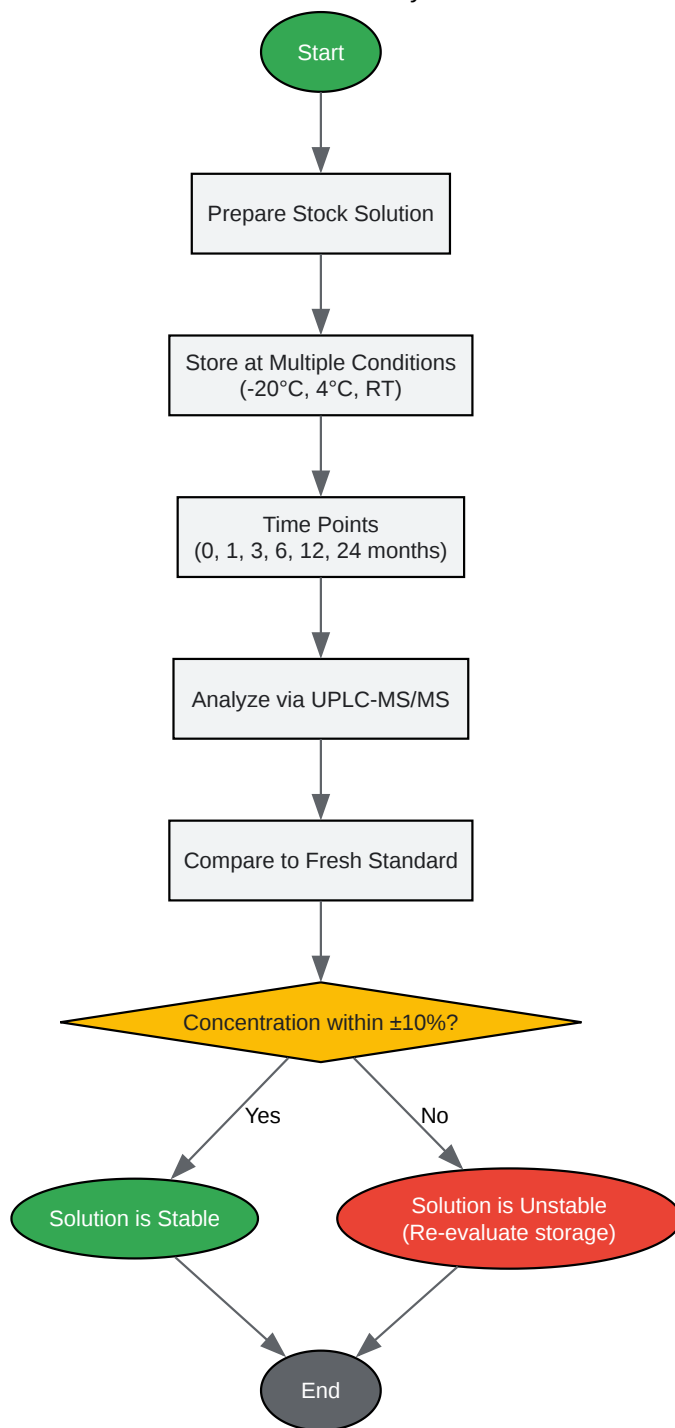 Start
Prepare Stock Solution
Store at Multiple Conditions
(-20°C, 4°C, RT)
Time Points
(0, 1, 3, 6, 12, 24 months)
Analyze via UPLC-MS/MS
Compare to Fresh Standard
Concentration within ±10%?
Yes
No
Solution is Stable
Solution is Unstable
(Re-evaluate storage)
End